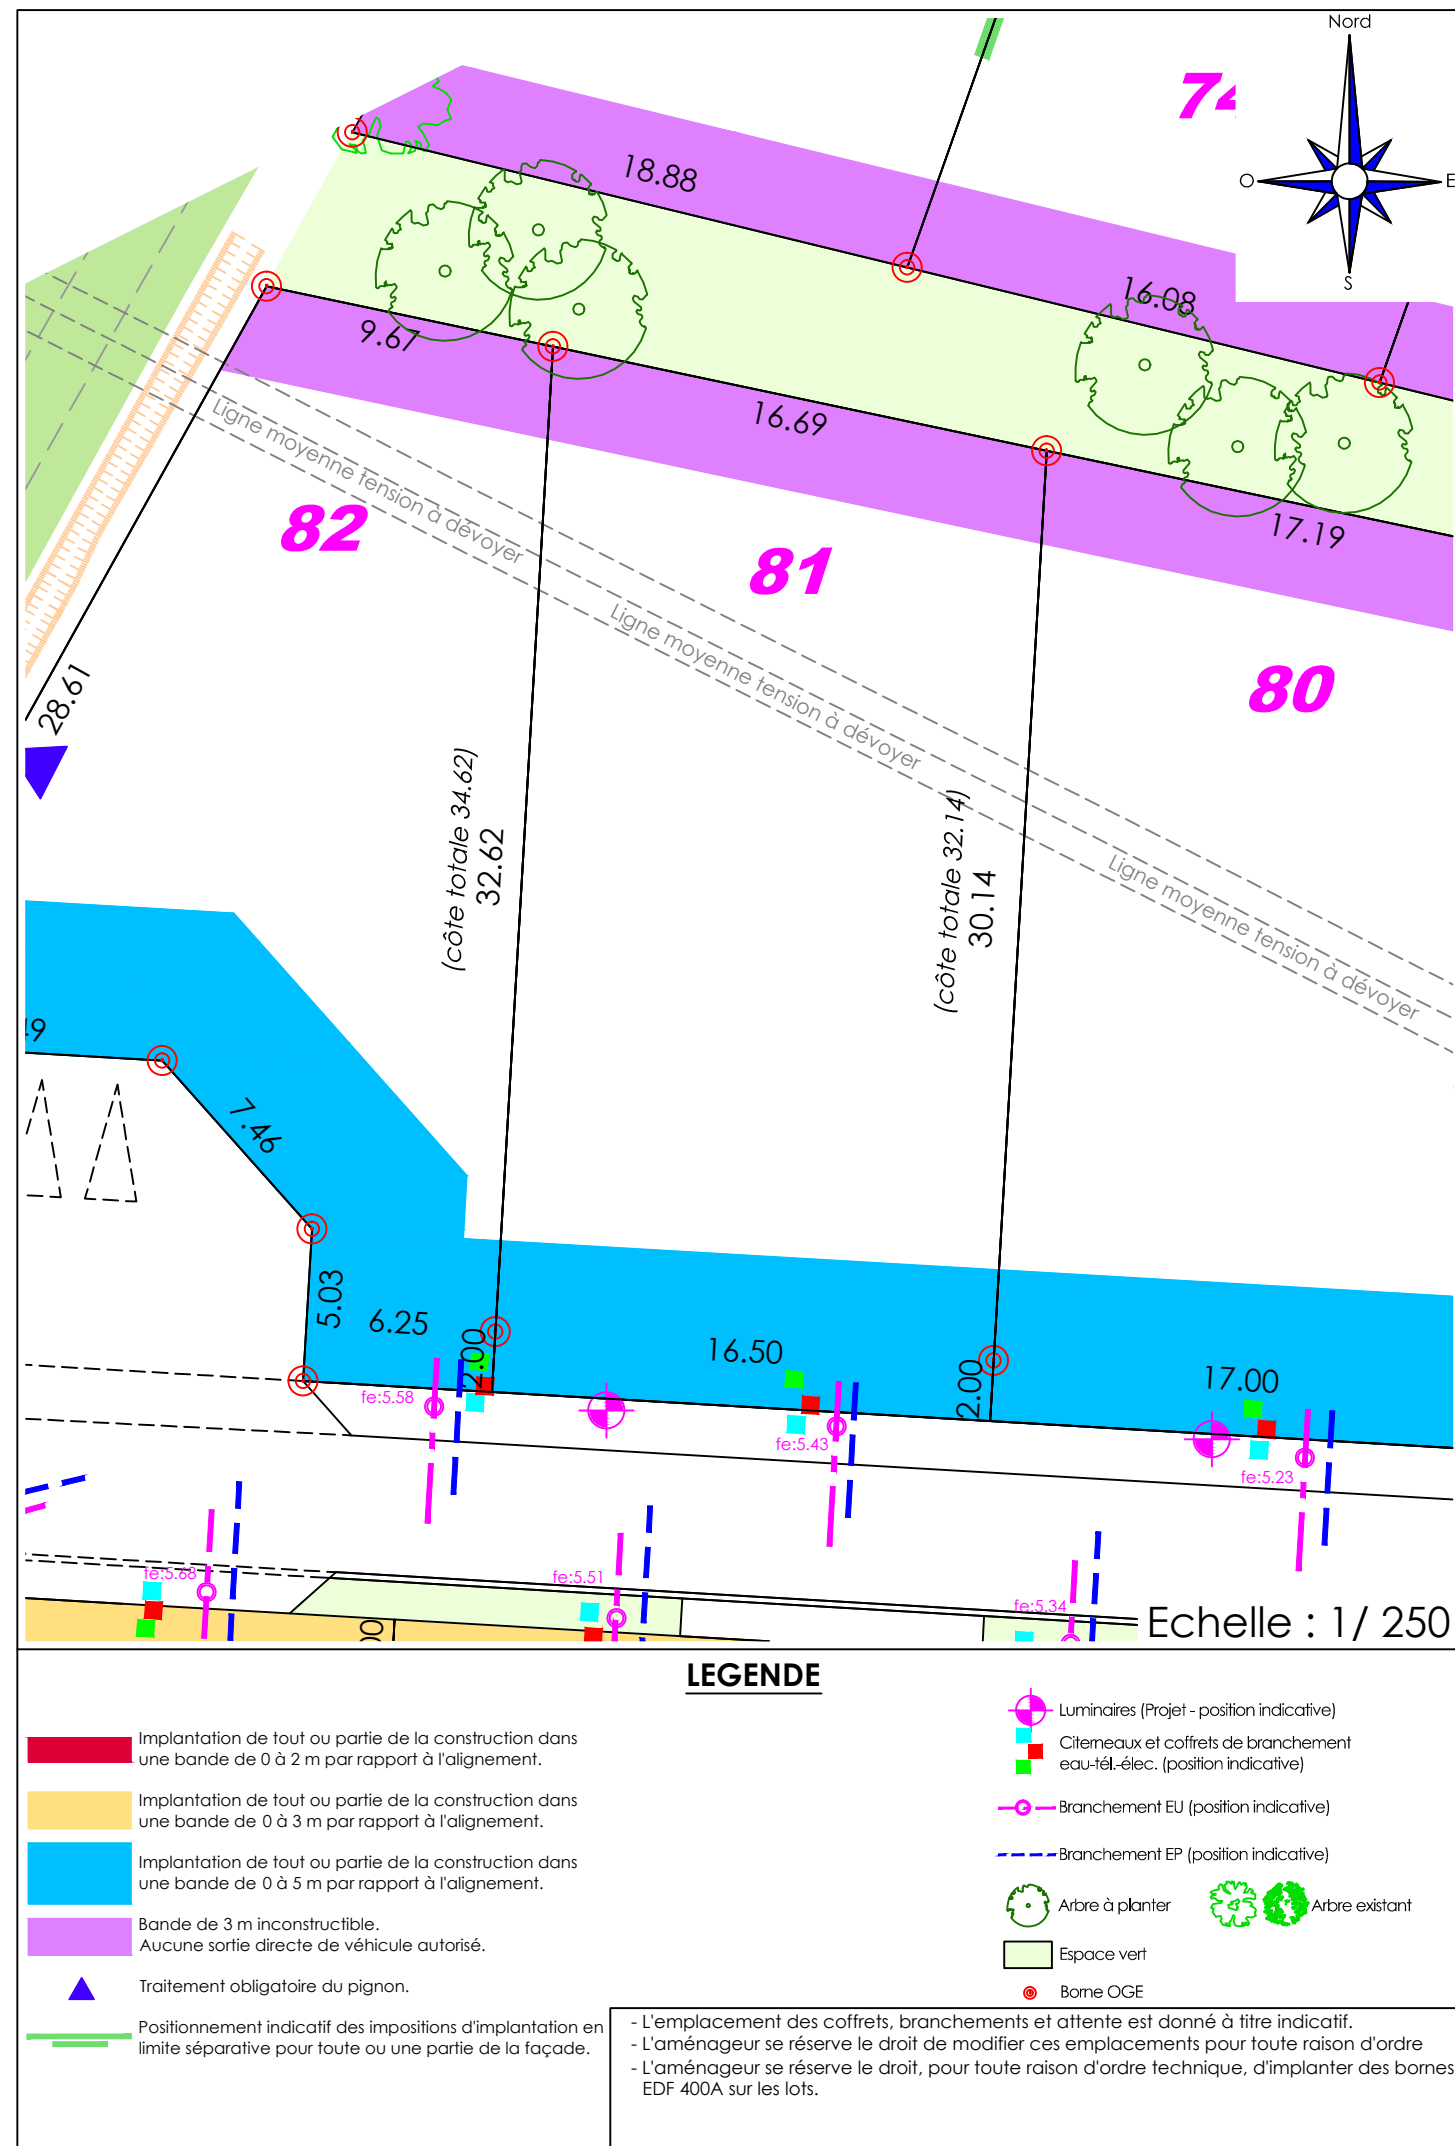 Nord
O
E
S
18.88
16.08
9.67
16.69
17.19
Ligne moyenne tension à dévoyer
82
81
80
Ligne moyenne tension à dévoyer
28.61
(côte totale 34.62)
32.62
(côte totale 32.14)
30.14
Ligne moyenne tension à dévoyer
7.46
5.03
6.25
2.00
16.50
2.00
17.00
fe:5.58
fe:5.43
fe:5.23
fe:5.68
fe:5.51
fe:5.34
Echelle : 1/ 250
LEGENDE
Implantation de tout ou partie de la construction dans
une bande de 0 à 2 m par rapport à l'alignement.
Implantation de tout ou partie de la construction dans
une bande de 0 à 3 m par rapport à l'alignement.
Implantation de tout ou partie de la construction dans
une bande de 0 à 5 m par rapport à l'alignement.
Bande de 3 m inconstructible.
Aucune sortie directe de véhicule autorisé.
Traitement obligatoire du pignon.
Positionnement indicatif des impositions d'implantation en
limite séparative pour toute ou une partie de la façade.
Luminaires (Projet - position indicative)
Citerneaux et coffrets de branchement
eau-tél.-élec. (position indicative)
Branchement EU (position indicative)
Branchement EP (position indicative)
Arbre à planter
Arbre existant
Espace vert
Borne OGE
- L'emplacement des coffrets, branchements et attente est donné à titre indicatif.
- L'aménageur se réserve le droit de modifier ces emplacements pour toute raison d'ordre
- L'aménageur se réserve le droit, pour toute raison d'ordre technique, d'implanter des bornes
EDF 400A sur les lots.